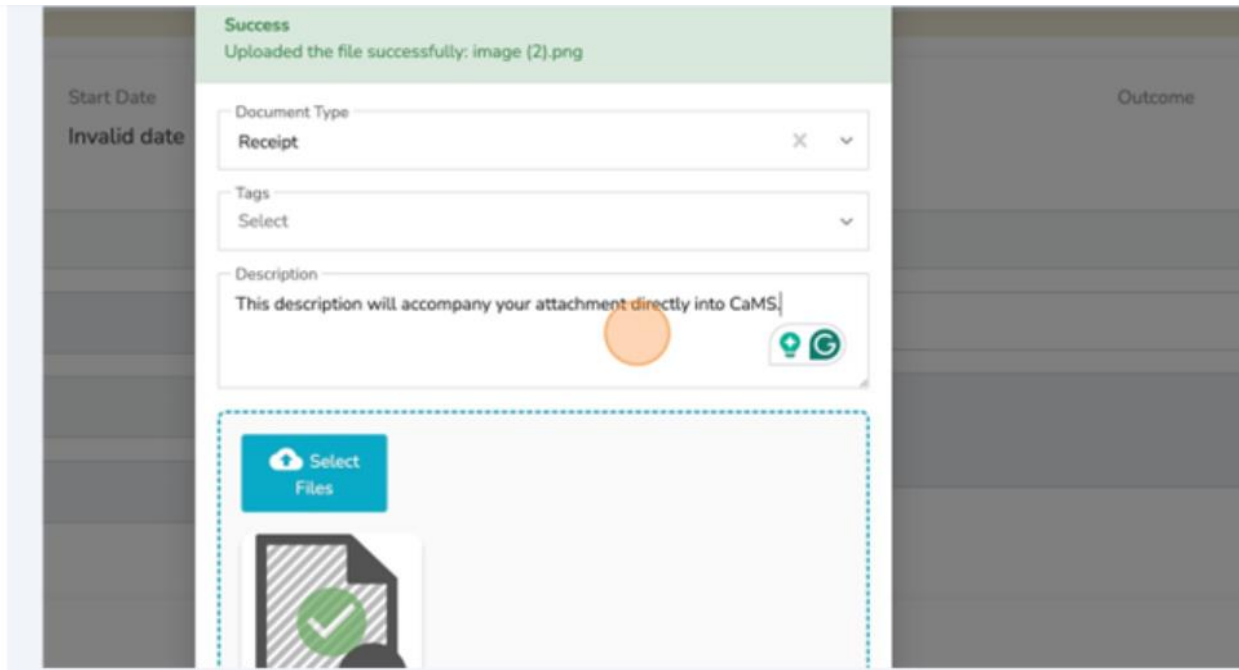 Success
Uploaded the file successfully: image (2).png
Start Date
Outcome
Invalid date
Document Type
Receipt
Tags
Select
Description
This description will accompany your attachment directly into CaMS.
Select
Files